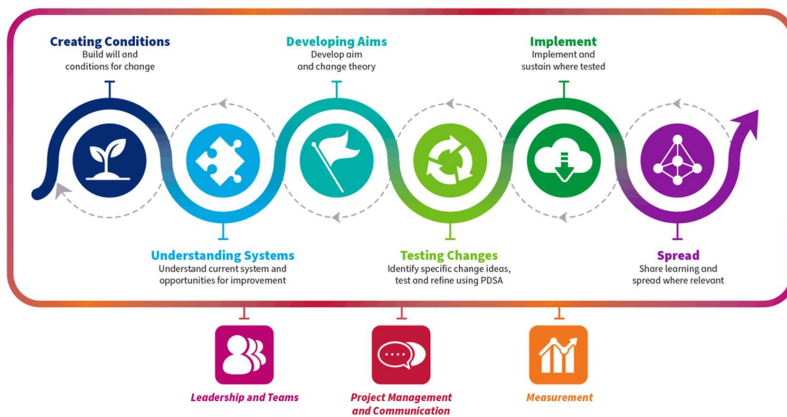 Creating Conditions
Build will and
conditions for change
Developing Aims
Develop aim
and change theory
Implement
Implement and
sustain where tested
Understanding Systems
Understand current system and
opportunities for improvement
Testing Changes
Identify specific change ideas,
test and refine using PDSA
Spread
Share learning and
spread where relevant
Leadership and Teams
Project Management
and Communication
Measurement